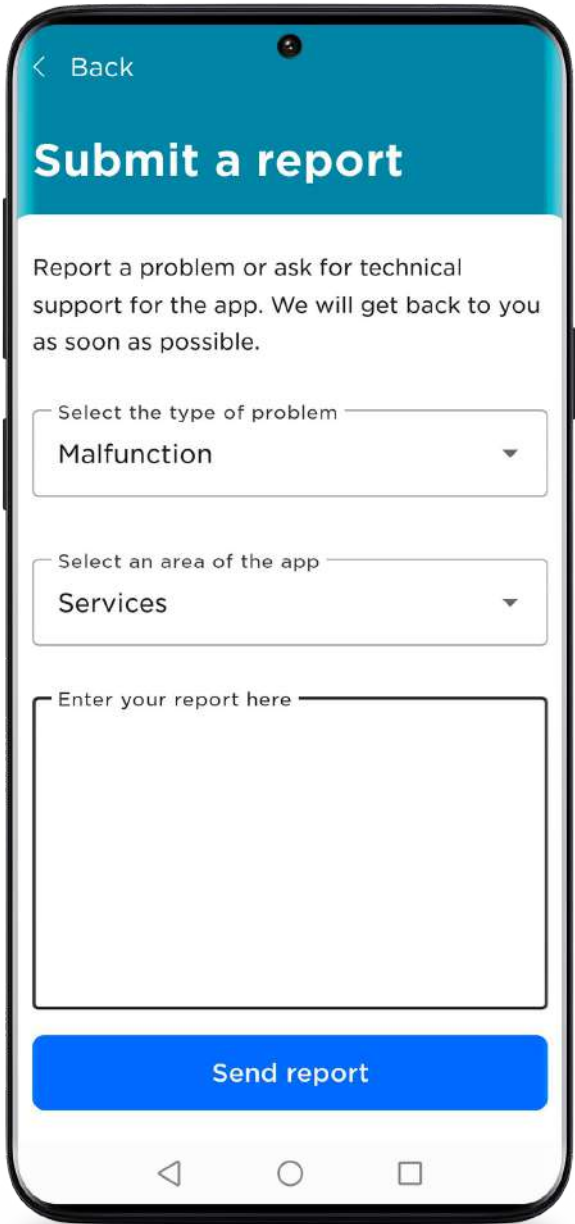 Back
Submit a report
Report a problem or ask for technical
support for the app. We will get back to you
as soon as possible.
Select the type of problem
Malfunction
Select an area of the app
Services
Enter your report here
Send report